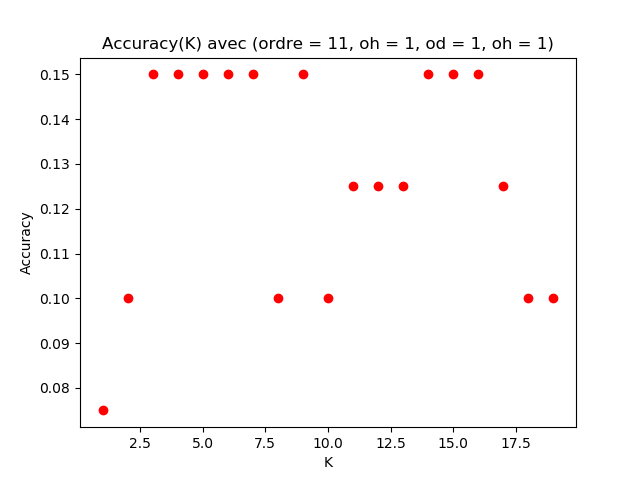 Accuracy(K) avec (ordre = 11, oh = 1, od = 1, oh = 1)
0.15
0.14
0.13
0.12
0.11
0.10
0.09
0.08
Accuracy
2.5 5.0 7.5 10.0 12.5 15.0 17.5
K